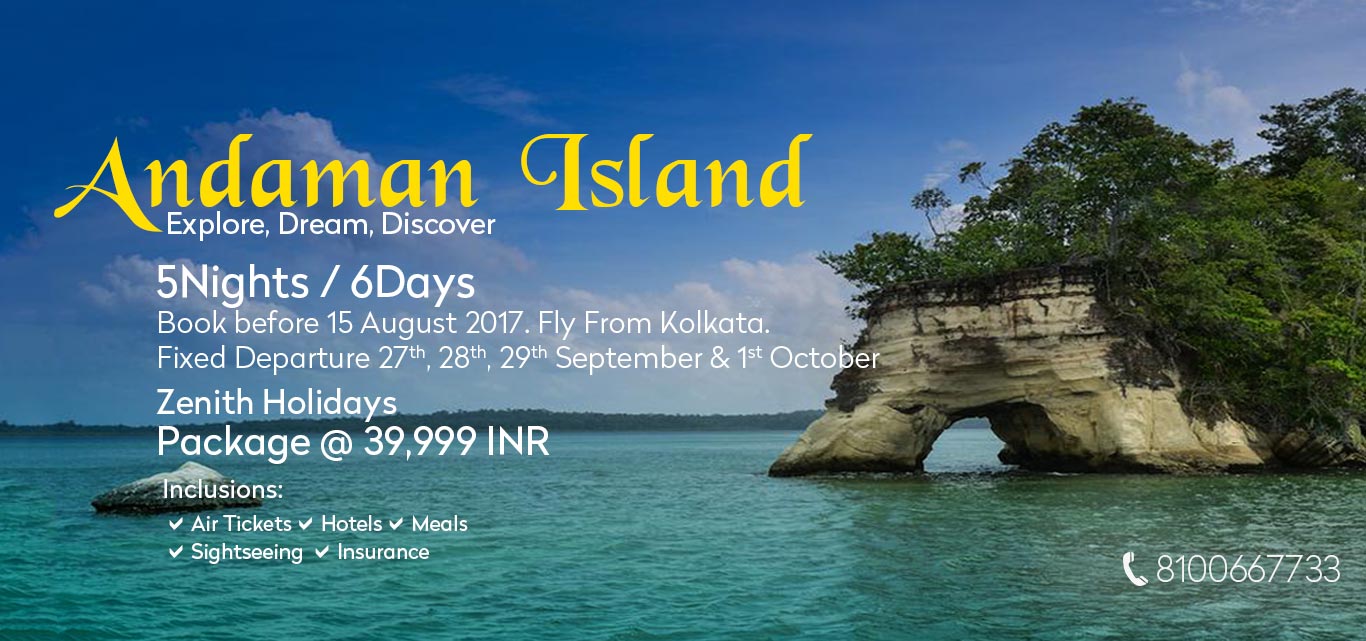 Andaman Island
Explore, Dream, Discover
5Nights / 6Days
Book before 15 August 2017. Fly From Kolkata.
Fixed Departure 27th, 28th, 29th September & 1st October
Zenith Holidays
Package @ 39,999 INR
Inclusions:
✓ Air Tickets ✓ Hotels ✓ Meals
✓ Sightseeing ✓ Insurance
8100667733